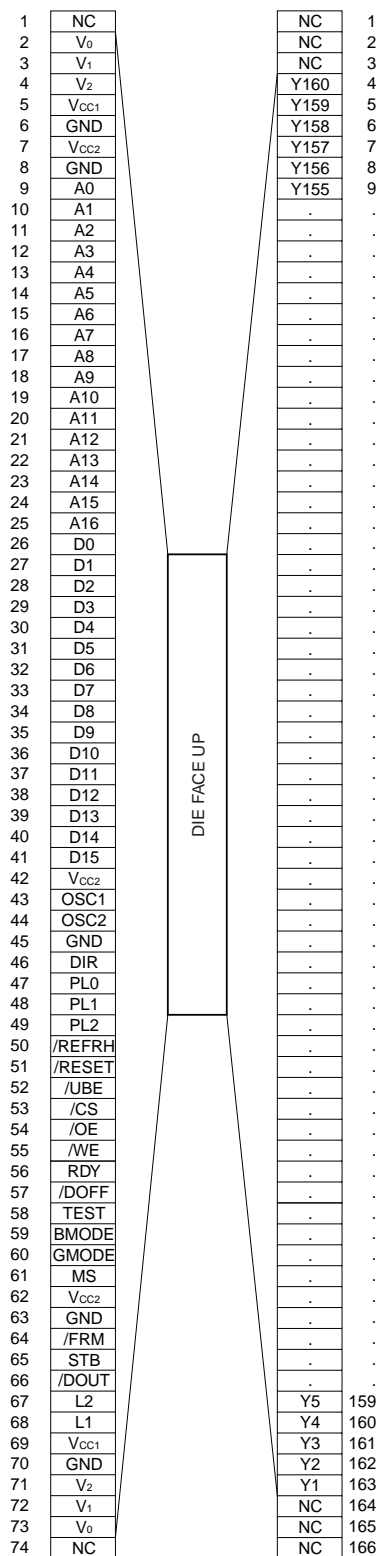 1 NC NC 1
2 V0 NC 2
3 V1 NC 3
4 V2 Y160 4
5 VCC1 Y159 5
6 GND Y158 6
7 VCC2 Y157 7
8 GND Y156 8
9 A0 Y155 9
10 A1 . .
11 A2 . .
12 A3 . .
13 A4 . .
14 A5 . .
15 A6 . .
16 A7 . .
17 A8 . .
18 A9 . .
19 A10 . .
20 A11 . .
21 A12 . .
22 A13 . .
23 A14 . .
24 A15 . .
25 A16 . .
26 D0 . .
27 D1 . .
28 D2 . .
29 D3 . .
30 D4 . .
31 D5 . .
32 D6 . .
33 D7 . .
34 D8 . .
35 D9 . .
36 D10 . .
37 D11 . .
38 D12 . .
39 D13 . .
40 D14 . .
41 D15 . .
42 VCC2 . .
43 OSC1 . .
44 OSC2 . .
45 GND . .
46 DIR . .
47 PL0 . .
48 PL1 . .
49 PL2 . .
50 /REFRH . .
51 /RESET . .
52 /UBE . .
53 /CS . .
54 /OE . .
55 /WE . .
56 RDY . .
57 /DOFF . .
58 TEST . .
59 BMODE . .
60 GMODE . .
61 MS . .
62 VCC2 . .
63 GND . .
64 /FRM . .
65 STB . .
66 /DOUT . .
67 L2 Y5 159
68 L1 Y4 160
69 VCC1 Y3 161
70 GND Y2 162
71 V2 Y1 163
72 V1 NC 164
73 V0 NC 165
74 NC NC 166
DIE FACE UP